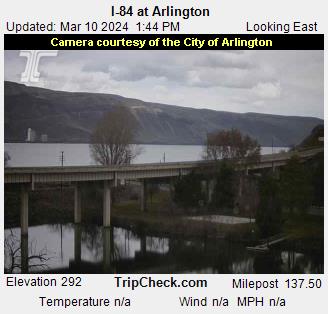 I-84 at Arlington
Updated: Mar 10 2024 1:44 PM Looking East
Camera courtesy of the City of Arlington
Elevation 292 TripCheck.com Milepost 137.50
Temperature n/a Wind n/a MPH n/a